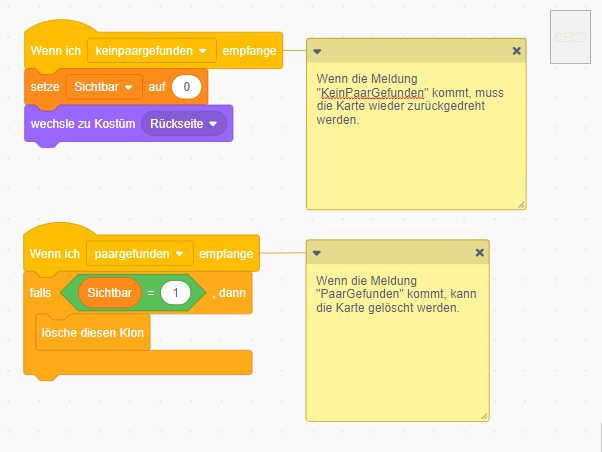 Wenn ich keinpaargefunden empfange
setze Sichtbar auf 0
wechsle zu Kostüm Rückseite
Wenn die Meldung
"KeinPaarGefunden" kommt, muss
die Karte wieder zurückgedreht
werden.
Wenn ich paargefunden empfange
falls Sichtbar = 1 , dann
lösche diesen Klon
Wenn die Meldung
"PaarGefunden" kommt, kann
die Karte gelöscht werden.